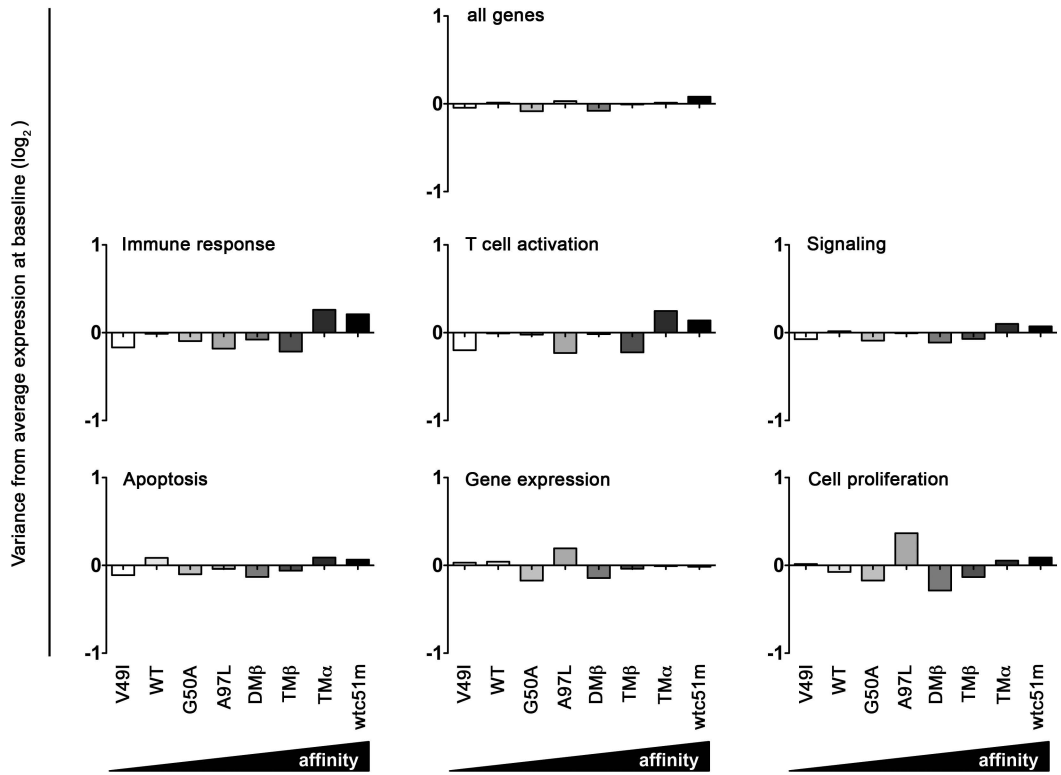 Variance from average expression at baseline (log2)
all genes
1
0
-1
Immune response
1
0
-1
T cell activation
1
0
-1
Signaling
1
0
-1
Apoptosis
1
0
-1
Gene expression
1
0
-1
Cell proliferation
1
0
-1
V49I
WT
G50A
A97L
DMβ
TMβ
TMα
wtc51m
V49I
WT
G50A
A97L
DMβ
TMβ
TMα
wtc51m
V49I
WT
G50A
A97L
DMβ
TMβ
TMα
wtc51m
affinity
affinity
affinity